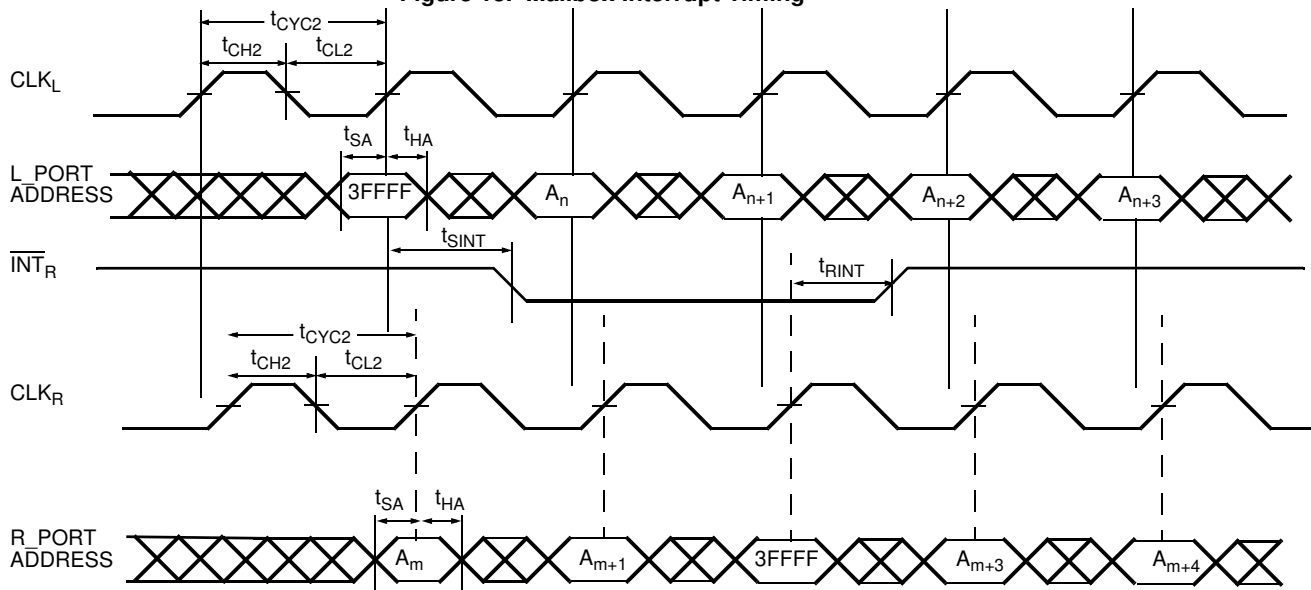 Figure 16. Mailbox Interrupt Timing
tCYC2
tCH2 tCL2
CLKL
tSA tHA
L_PORT
ADDRESS
3FFFF An An+1 An+2 An+3
tSINT
INTR
tRINT
tCYC2
tCH2 tCL2
CLKR
tSA tHA
R_PORT
ADDRESS
Am Am+1 3FFFF Am+3 Am+4